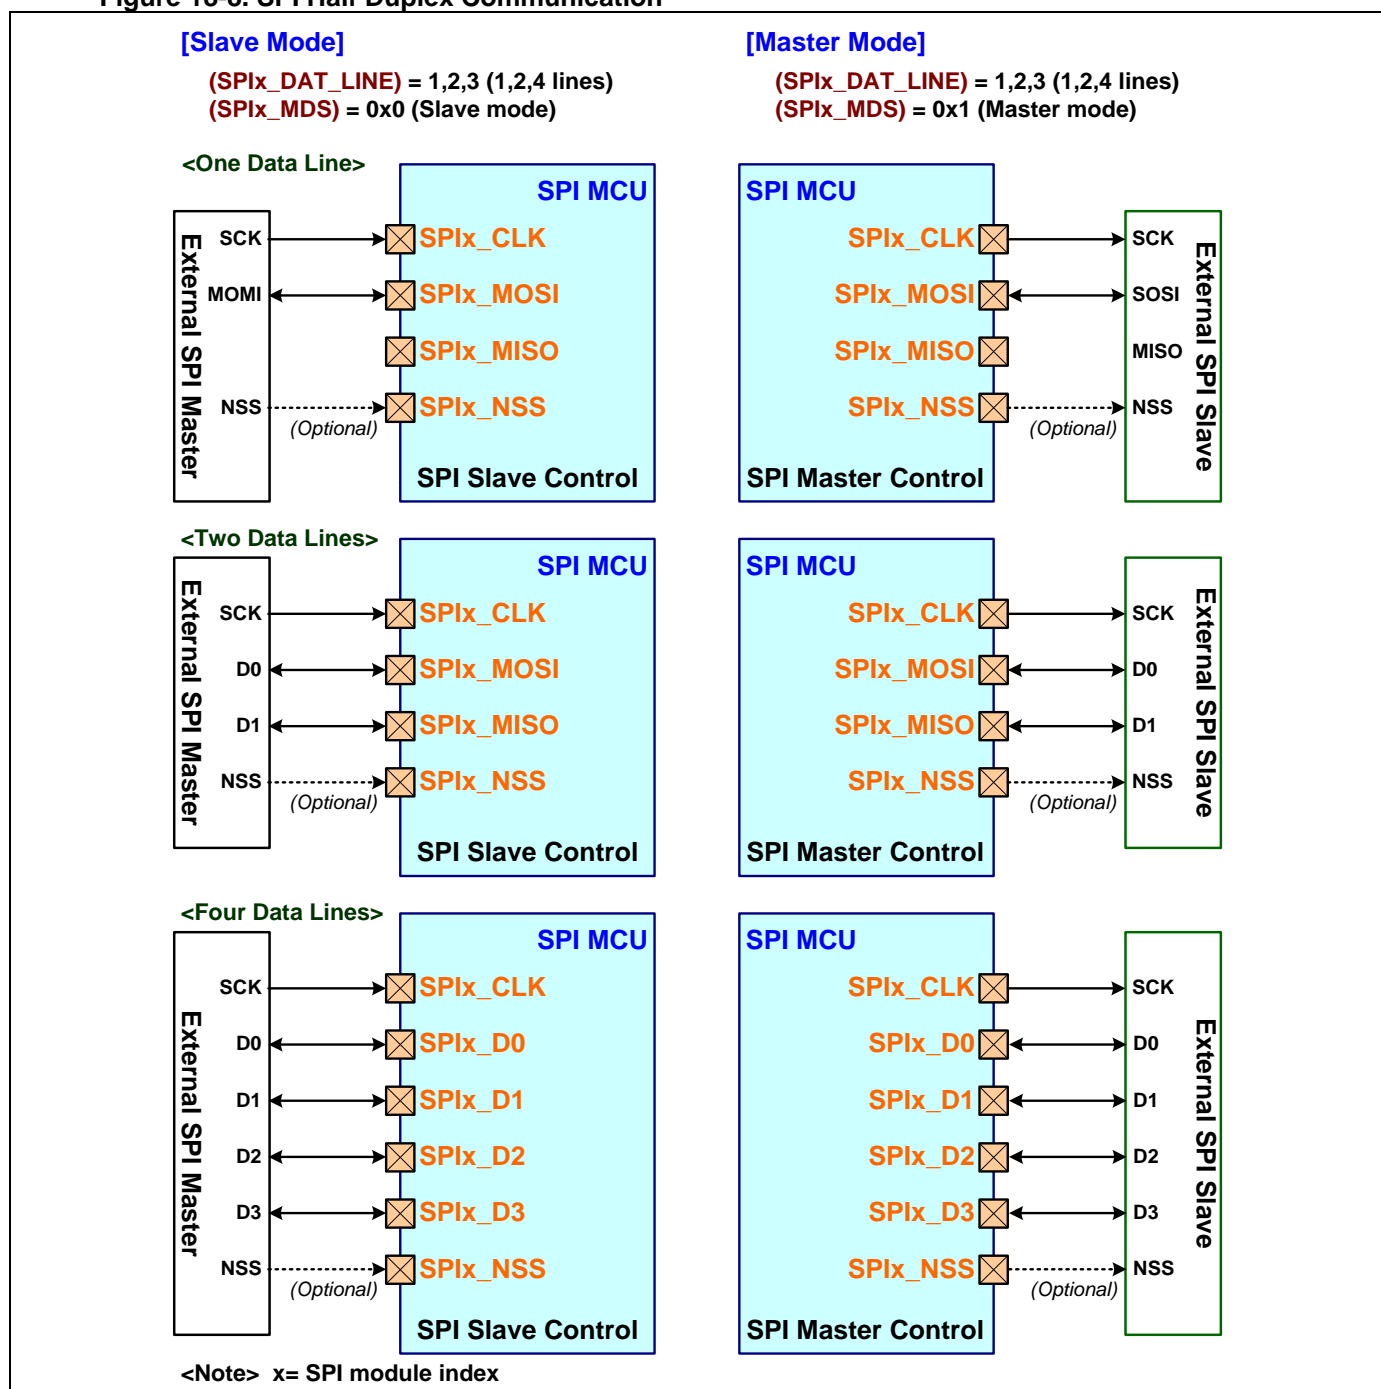 Figure 16-6. SPI Half Duplex Communication
[Slave Mode]
(SPIx_DAT_LINE) = 1,2,3 (1,2,4 lines)
(SPIx_MDS) = 0x0 (Slave mode)
[Master Mode]
(SPIx_DAT_LINE) = 1,2,3 (1,2,4 lines)
(SPIx_MDS) = 0x1 (Master mode)
<One Data Line>
External SPI Master
SCK
MOMI
NSS
(Optional)
SPI MCU
SPIx_CLK
SPIx_MOSI
SPIx_MISO
SPIx_NSS
SPI Slave Control
SPI MCU
SPIx_CLK
SPIx_MOSI
SPIx_MISO
SPIx_NSS
SPI Master Control
(Optional)
SCK
SOSI
MISO
NSS
External SPI Slave
<Two Data Lines>
External SPI Master
SCK
D0
D1
NSS
(Optional)
SPI MCU
SPIx_CLK
SPIx_MOSI
SPIx_MISO
SPIx_NSS
SPI Slave Control
SPI MCU
SPIx_CLK
SPIx_MOSI
SPIx_MISO
SPIx_NSS
SPI Master Control
(Optional)
SCK
D0
D1
NSS
External SPI Slave
<Four Data Lines>
External SPI Master
SCK
D0
D1
D2
D3
NSS
(Optional)
SPI MCU
SPIx_CLK
SPIx_D0
SPIx_D1
SPIx_D2
SPIx_D3
SPIx_NSS
SPI Slave Control
SPI MCU
SPIx_CLK
SPIx_D0
SPIx_D1
SPIx_D2
SPIx_D3
SPIx_NSS
SPI Master Control
(Optional)
SCK
D0
D1
D2
D3
NSS
External SPI Slave
<Note> x= SPI module index